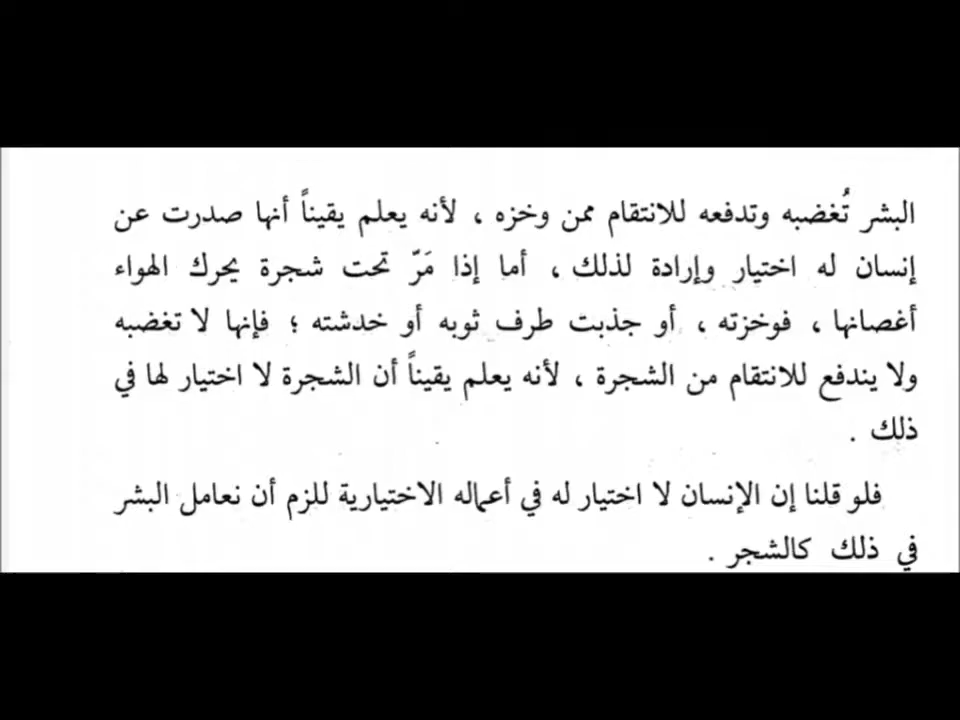 البشر تُغضبه وتدفعه للانتقام ممن وخزه ، لأنه يعلم يقيناً أنها صدرت عن
إنسان له اختيار وإرادة لذلك ، أما إذا مَرّ تحت شجرة يحرك الهواء
أغصانها ، فوخزته ، أو جذبت طرف ثوبه أو خدشته ؛ فإنها لا تغضبه
ولا يندفع للانتقام من الشجرة ، لأنه يعلم يقيناً أن الشجرة لا اختيار لها في
ذلك .
فلو قلنا إن الإنسان لا اختيار له في أعماله الاختيارية للزم أن نعامل البشر
في ذلك كالشجر .